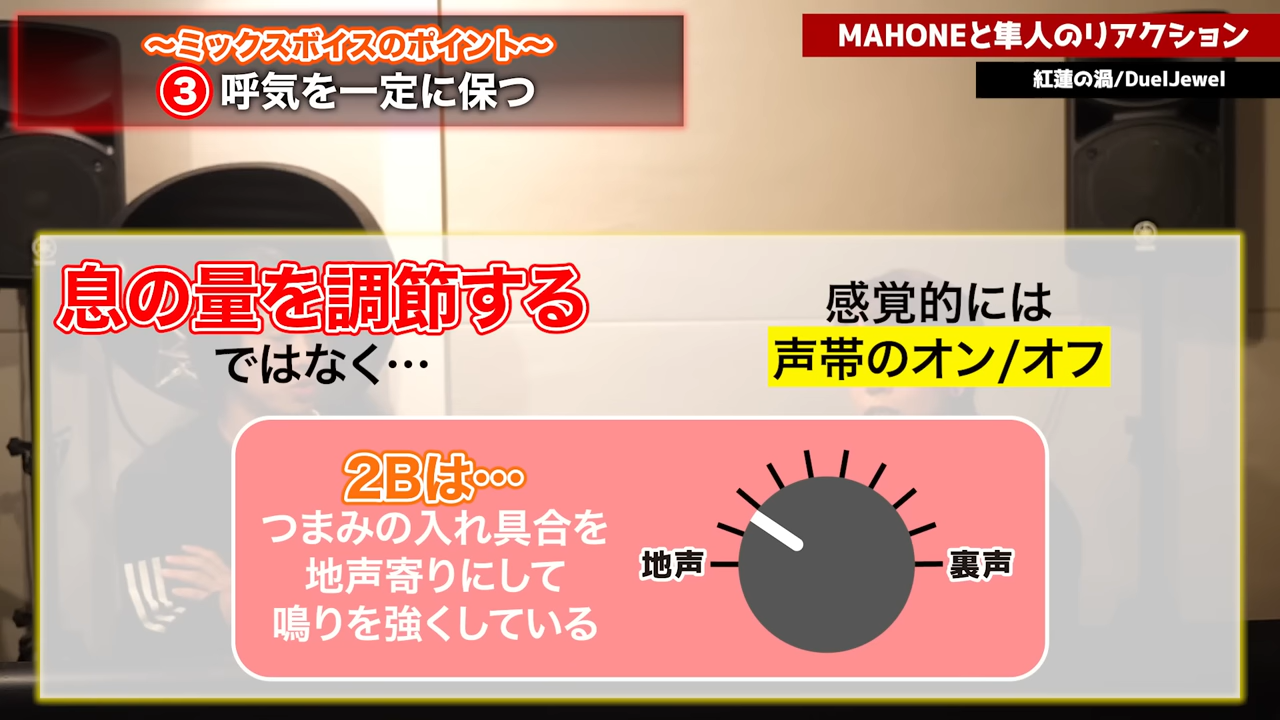 ～ミックスボイスのポイント～
③呼気を一定に保つ
MAHONEと隼人のリアクション
紅蓮の渦/DuelJewel
息の量を調節する
ではなく…
感覚的には
声帯のオン/オフ
2Bは…
つまみの入れ具合を
地声寄りにして
鳴りを強くしている
地声
裏声